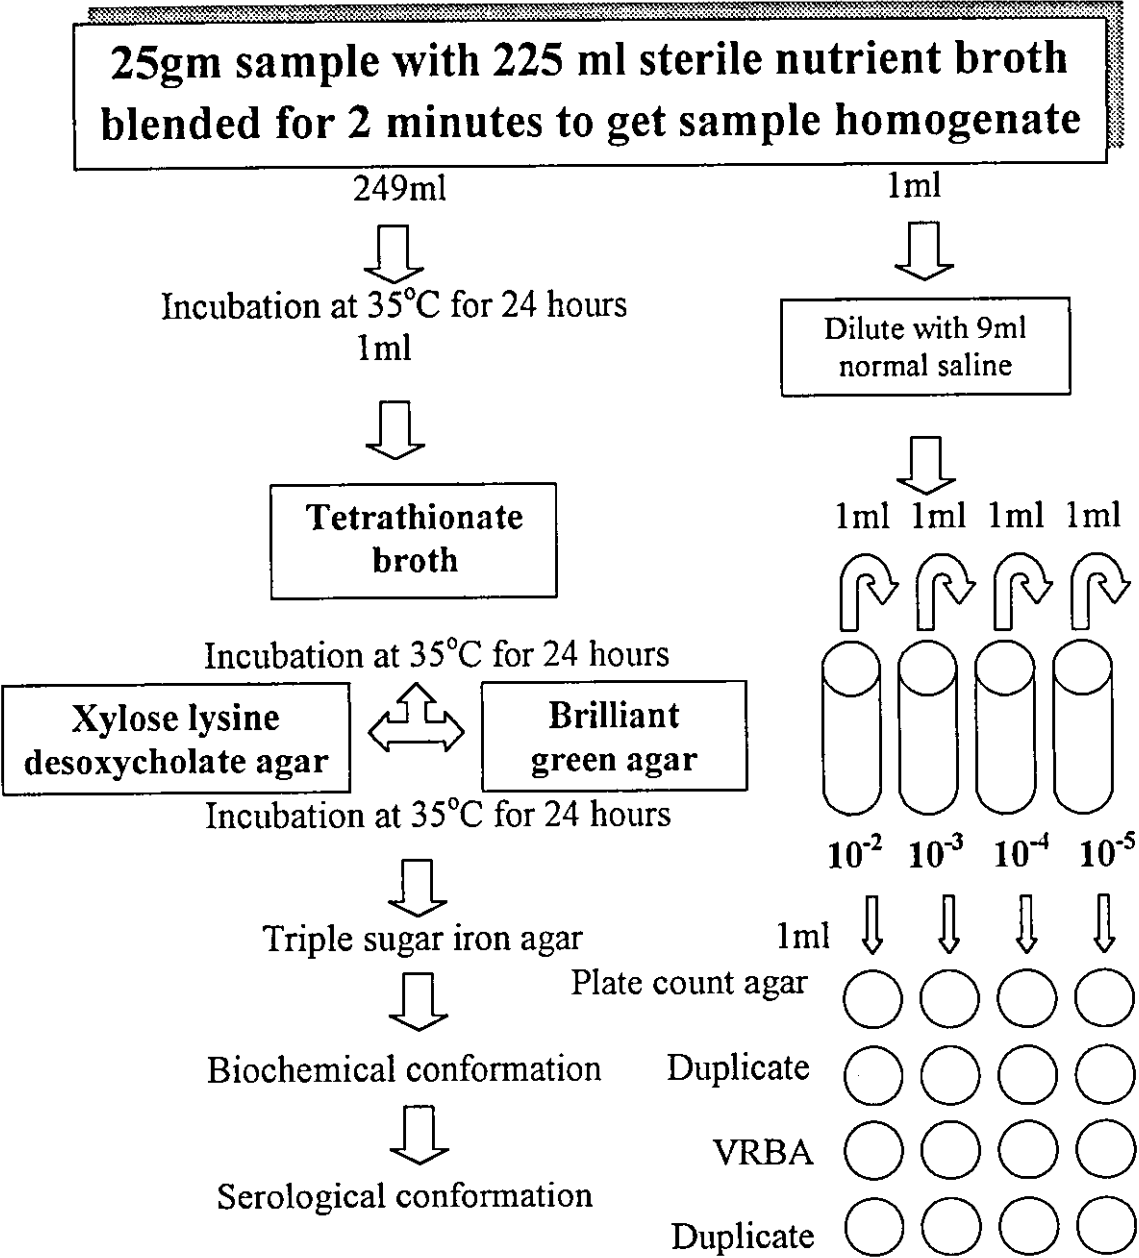 25gm sample with 225 ml sterile nutrient broth
blended for 2 minutes to get sample homogenate
249ml
1ml
Incubation at 35°C for 24 hours
1ml
Dilute with 9ml
normal saline
Tetrathionate
broth
1ml 1ml 1ml 1ml
Incubation at 35°C for 24 hours
Xylose lysine
desoxycholate agar
Brilliant
green agar
Incubation at 35°C for 24 hours
10⁻² 10⁻³ 10⁻⁴ 10⁻⁵
Triple sugar iron agar
1ml
Plate count agar
Biochemical conformation
Duplicate
VRBA
Serological conformation
Duplicate